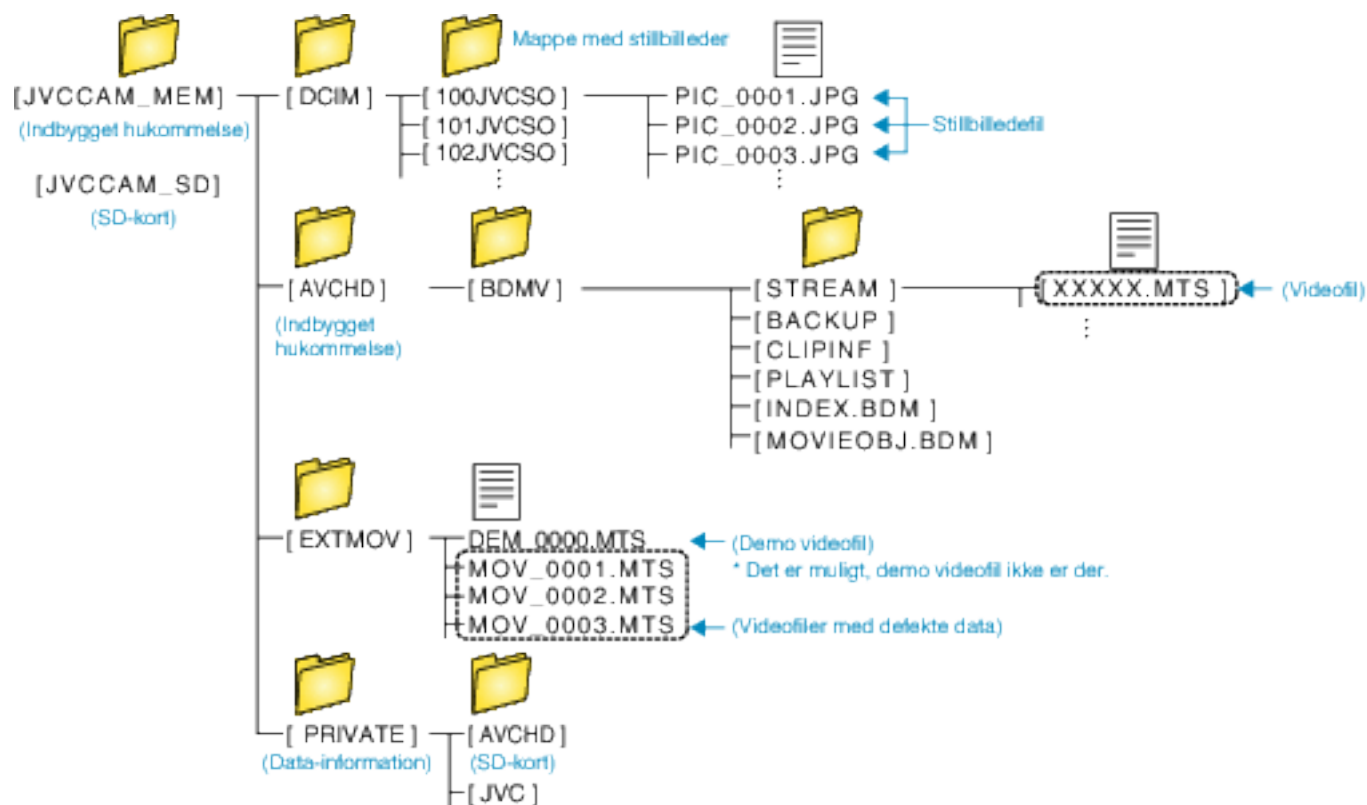 Mappe med stillbilleder
[JVCCAM_MEM] [DCIM] [100JVCSO] PIC_0001.JPG
(Indbygget hukommelse) [101JVCSO] PIC_0002.JPG Stillbilledefil
[102JVCSO] PIC_0003.JPG
[JVCCAM_SD]
(SD-kort)
[AVCHD] [BDMV] [STREAM] [XXXXX.MTS] (Videofil)
(Indbygget
hukommelse)
[BACKUP]
[CLIPINF]
[PLAYLIST]
[INDEX.BDM]
[MOVIEOBJ.BDM]
[EXTMOV] DEM_0000.MTS (Demo videofil)
MOV_0001.MTS * Det er muligt, demo videofil ikke er der.
MOV_0002.MTS
MOV_0003.MTS (Videofiler med defekte data)
[PRIVATE] [AVCHD]
(Data-information) (SD-kort)
[JVC]